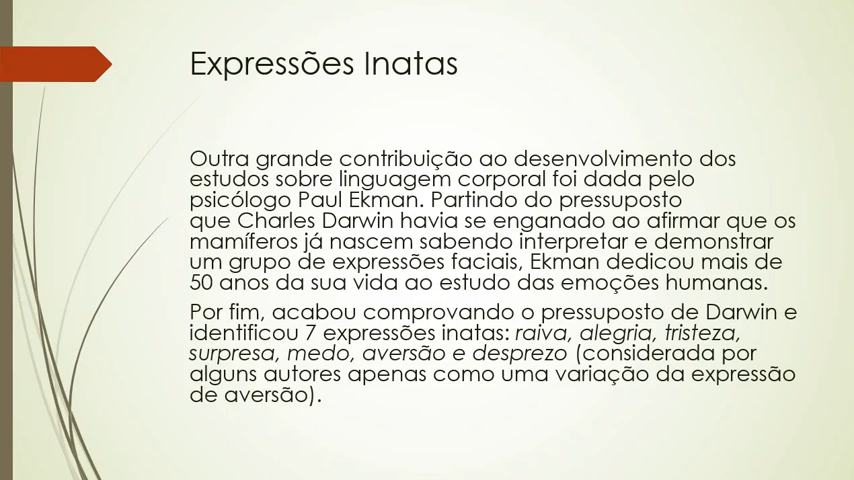 Expressões Inatas
Outra grande contribuição ao desenvolvimento dos
estudos sobre linguagem corporal foi dada pelo
psicólogo Paul Ekman. Partindo do pressuposto
que Charles Darwin havia se enganado ao afirmar que os
mamíferos já nascem sabendo interpretar e demonstrar
um grupo de expressões faciais, Ekman dedicou mais de
50 anos da sua vida ao estudo das emoções humanas.
Por fim, acabou comprovando o pressuposto de Darwin e
identificou 7 expressões inatas: raiva, alegria, tristeza,
surpresa, medo, aversão e desprezo (considerada por
alguns autores apenas como uma variação da expressão
de aversão).